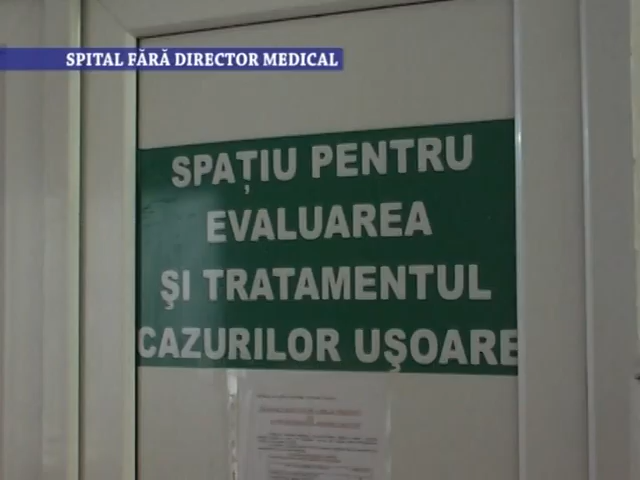 SPITAL FĂRĂ DIRECTOR MEDICAL
SPAȚIU PENTRU
EVALUAREA
ŞI TRATAMENTUL
CAZURILOR UŞOARE